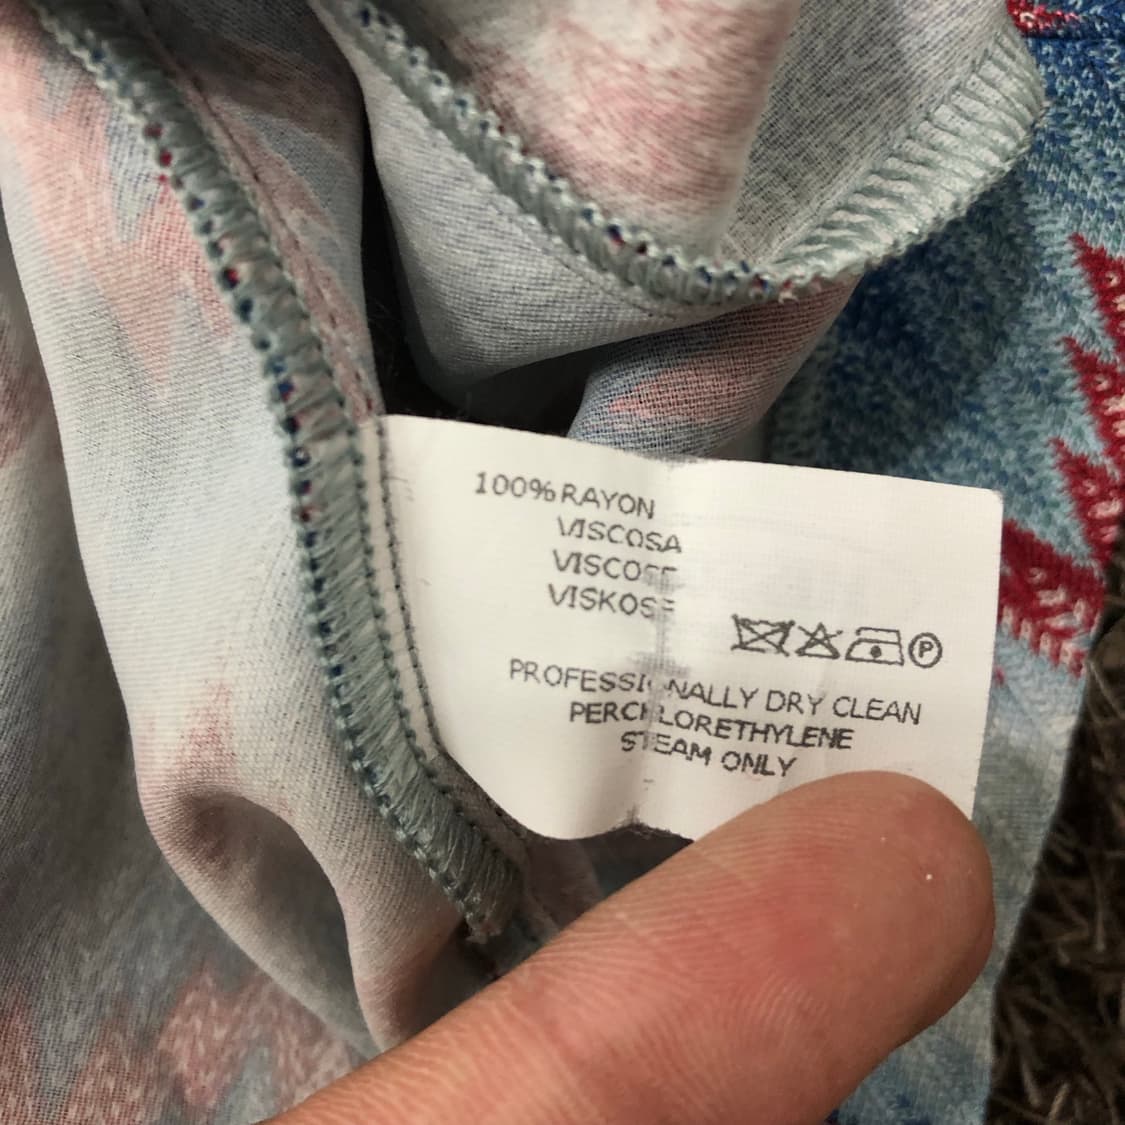 100% RAYON
VISCOSA
VISCOSE
VISKOSE
P
PROFESSIONALLY DRY CLEAN
PERCHLORETHYLENE
STEAM ONLY